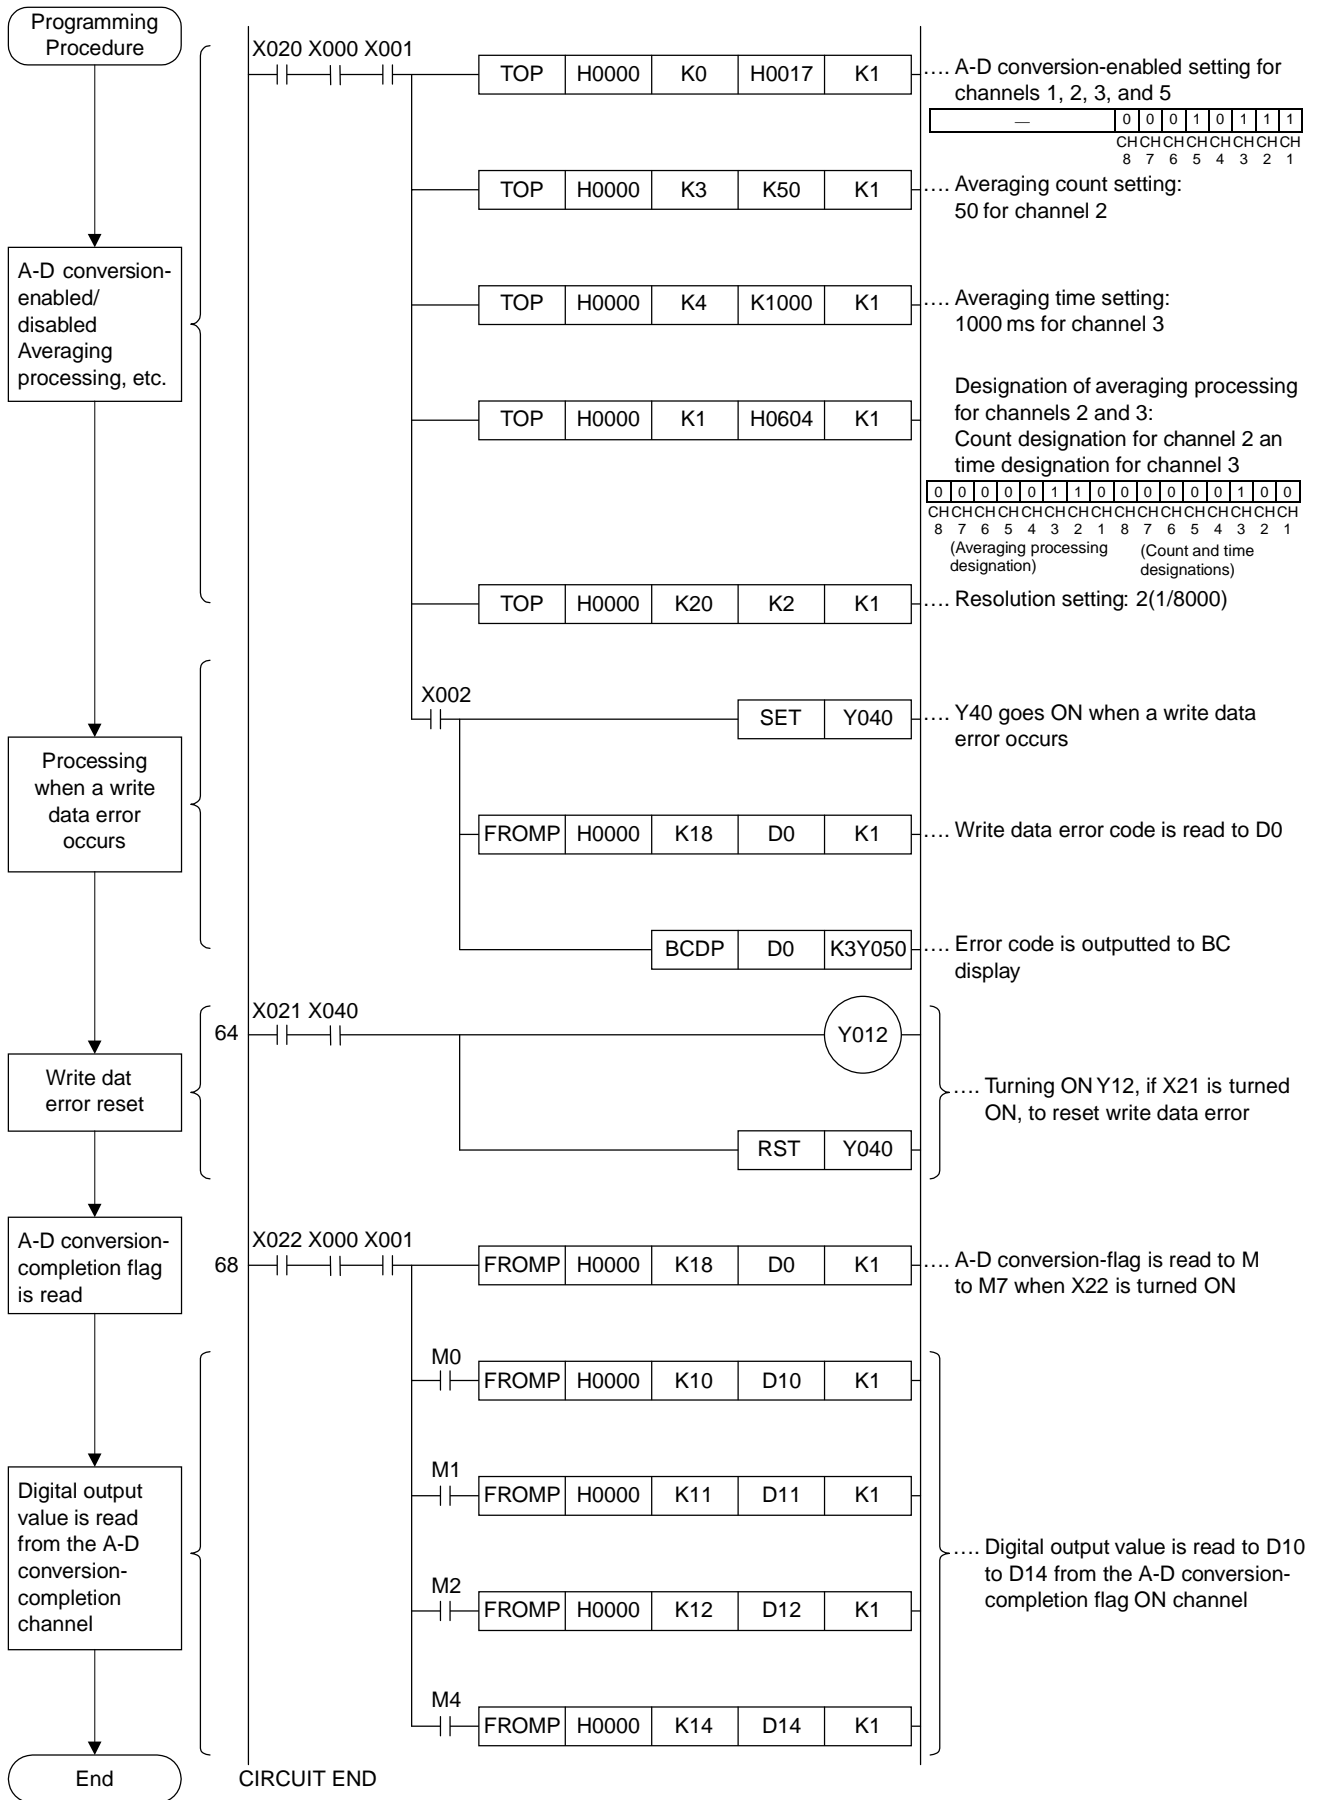 Programming
Procedure
X020 X000 X001
TOP H0000 K0 H0017 K1
.... A-D conversion-enabled setting for
channels 1, 2, 3, and 5
— 0 0 0 1 0 1 1 1
CH CH CH CH CH CH CH CH
8 7 6 5 4 3 2 1
TOP H0000 K3 K50 K1
.... Averaging count setting:
50 for channel 2
A-D conversion-
enabled/
disabled
Averaging
processing, etc.
TOP H0000 K4 K1000 K1
.... Averaging time setting:
1000 ms for channel 3
TOP H0000 K1 H0604 K1
Designation of averaging processing
for channels 2 and 3:
Count designation for channel 2 an
time designation for channel 3
0 0 0 0 0 1 1 0 0 0 0 0 0 1 0 0
CH CH CH CH CH CH CH CH CH CH CH CH CH CH CH CH
8 7 6 5 4 3 2 1 8 7 6 5 4 3 2 1
(Averaging processing
designation)
(Count and time
designations)
TOP H0000 K20 K2 K1
.... Resolution setting: 2(1/8000)
X002
SET Y040
.... Y40 goes ON when a write data
error occurs
Processing
when a write
data error
occurs
FROMP H0000 K18 D0 K1
.... Write data error code is read to D0
BCDP D0 K3Y050
.... Error code is outputted to BC
display
64
X021 X040
Y012
Write dat
error reset
.... Turning ON Y12, if X21 is turned
ON, to reset write data error
RST Y040
A-D conversion-
completion flag
is read
68
X022 X000 X001
FROMP H0000 K18 D0 K1
.... A-D conversion-flag is read to M
to M7 when X22 is turned ON
M0
FROMP H0000 K10 D10 K1
M1
FROMP H0000 K11 D11 K1
Digital output
value is read
from the A-D
conversion-
completion
channel
.... Digital output value is read to D10
to D14 from the A-D conversion-
completion flag ON channel
M2
FROMP H0000 K12 D12 K1
M4
FROMP H0000 K14 D14 K1
End
CIRCUIT END